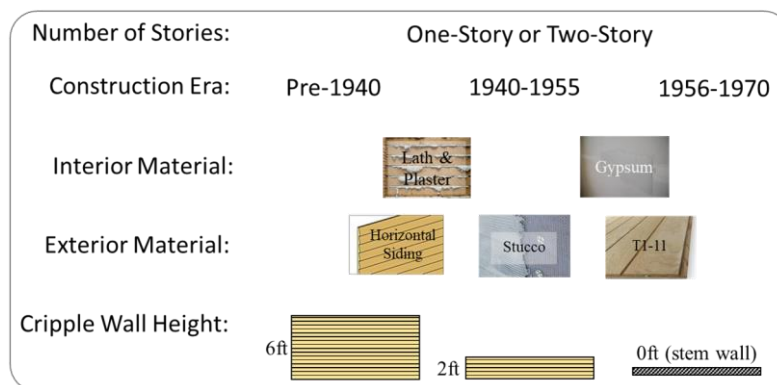 Number of Stories: One-Story or Two-Story
Construction Era: Pre-1940 1940-1955 1956-1970
Interior Material: Lath & Plaster Gypsum
Exterior Material: Horizontal Siding Stucco T1-11
Cripple Wall Height: 6ft 2ft 0ft (stem wall)